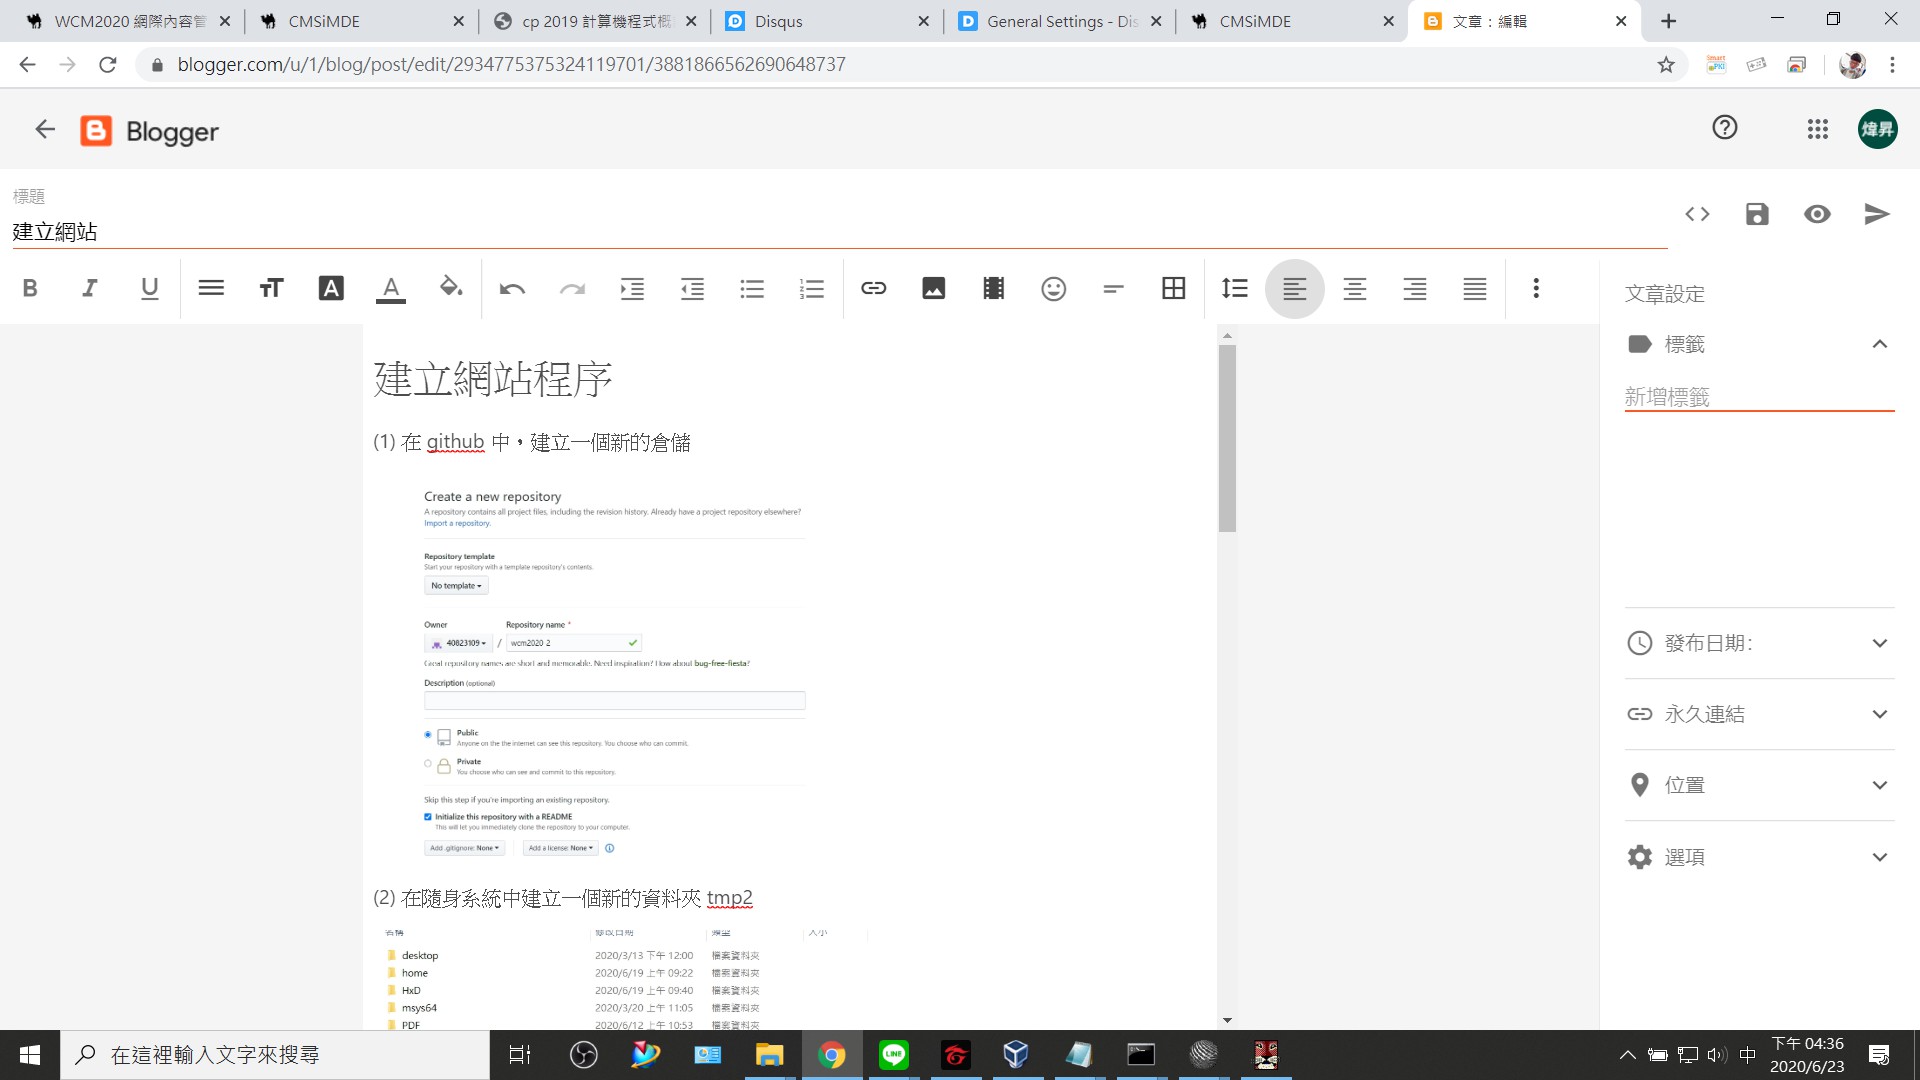 WCM2020 網際內容管
CMSiMDE
cp 2019 計算機程式概
Disqus
General Settings - Dis
CMSiMDE
文章：編輯
blogger.com/u/1/blog/post/edit/2934775375324119701/3881866562690648737
Blogger
煒昇
標題
建立網站
文章設定
標籤
新增標籤
發布日期:
永久連結
位置
選項
建立網站程序
(1) 在 github 中，建立一個新的倉儲
Create a new repository
A repository contains all project files, including the revision history. Already have a project repository elsewhere?
Import a repository.
Repository template
Start your repository with a template repository's contents.
No template
Owner
Repository name *
40823109 / wcm2020-2
Great repository names are short and memorable. Need inspiration? How about bug-free-fiesta?
Description (optional)
Public
Anyone on the the internet can see this repository. You choose who can commit.
Private
You choose who can see and commit to this repository.
Skip this step if you're importing an existing repository.
Initialize this repository with a README
This will let you immediately clone the repository to your computer.
Add .gitignore: None
Add a license: None
(2) 在隨身系統中建立一個新的資料夾 tmp2
名稱 修改日期 類型 大小
desktop 2020/3/13 下午 12:00 檔案資料夾
home 2020/6/19 上午 09:22 檔案資料夾
HxD 2020/6/19 上午 09:40 檔案資料夾
msys64 2020/3/20 上午 11:05 檔案資料夾
PDF 2020/6/12 上午 10:53 檔案資料夾
在這裡輸入文字來搜尋
LINE
中
下午 04:36
2020/6/23